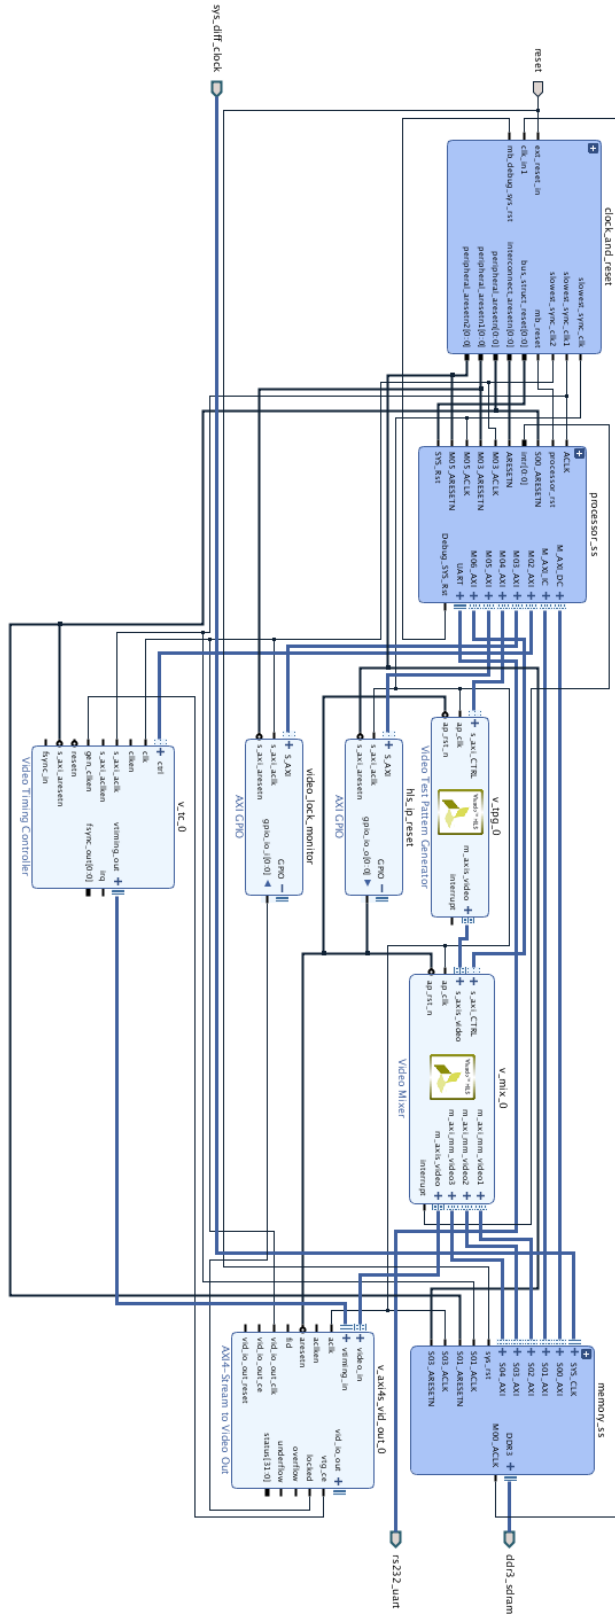 reset
sys_diff_clock
clock_and_reset
ext_reset_in
clk_in1
mb_debug_sys_rst
slowest_sync_clk
slowest_sync_clk1
slowest_sync_clk2
mb_reset
bus_struct_reset[0:0]
interconnect_aresetn[0:0]
peripheral_aresetn[0:0]
peripheral_aresetn1[0:0]
peripheral_aresetn2[0:0]
processor_ss
ACLK
processor_rst
S00_ARESETN
intr[0:0]
ARESETN
M03_ACLK
M03_ARESETN
M05_ACLK
M05_ARESETN
SYS_Rst
M_AXI_DC
M_AXI_IC
M02_AXI
M03_AXI
M04_AXI
M05_AXI
M06_AXI
UART
Debug_SYS_Rst
v_tpg_0
s_axi_CTRL
ap_clk
ap_rst_n
Vivado™ HLS
m_axis_video
interrupt
Video Test Pattern Generator
hls_ip_reset
S_AXI
s_axi_aclk
s_axi_aresetn
GPIO
gpio_io_o[0:0]
AXI GPIO
video_lock_monitor
S_AXI
s_axi_aclk
s_axi_aresetn
GPIO
gpio_io_i[0:0]
AXI GPIO
v_tc_0
ctrl
clk
clken
s_axi_aclk
s_axi_aclken
gen_clken
resetn
s_axi_aresetn
fsync_in
vtiming_out
irq
fsync_out[0:0]
Video Timing Controller
v_mix_0
s_axi_CTRL
s_axis_video
ap_clk
ap_rst_n
Vivado™ HLS
m_axi_mm_video1
m_axi_mm_video2
m_axi_mm_video3
m_axis_video
interrupt
Video Mixer
memory_ss
SYS_CLK
S00_AXI
S01_AXI
S02_AXI
S03_AXI
S04_AXI
sys_rst
S01_ACLK
S01_ARESETN
S03_ACLK
S03_ARESETN
DDR3
M00_ACLK
v_axi4s_vid_out_0
video_in
vtiming_in
aclk
aclken
aresetn
fid
vid_io_out_clk
vid_io_out_ce
vid_io_out_reset
vid_io_out
vtg_ce
locked
overflow
underflow
status[31:0]
AXI4-Stream to Video Out
ddr3_sdram
rs232_uart